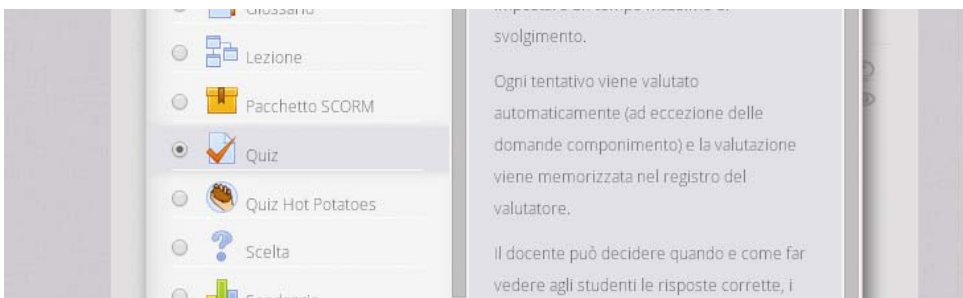 Glossario
Lezione
Pacchetto SCORM
Quiz
Quiz Hot Potatoes
Scelta
svolgimento.
Ogni tentativo viene valutato
automaticamente (ad eccezione delle
domande componimento) e la valutazione
viene memorizzata nel registro del
valutatore.
Il docente può decidere quando e come far
vedere agli studenti le risposte corrette, i